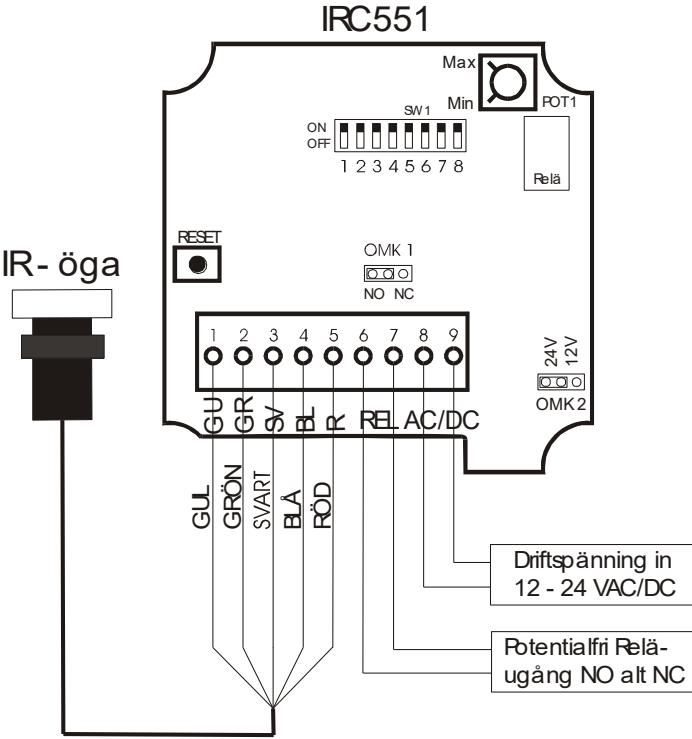 IRC551
Max
Min
POT1
SW1
ON
OFF
1 2 3 4 5 6 7 8
Relä
RESET
OMK 1
NO NC
IR- öga
1 2 3 4 5 6 7 8 9
24V
12V
OMK2
GU GR SV BL R REL AC/DC
GUL
GRÖN
SVART
BLÅ
RÖD
Driftspänning in
12 - 24 VAC/DC
Potentialfri Relä-
ugång NO alt NC